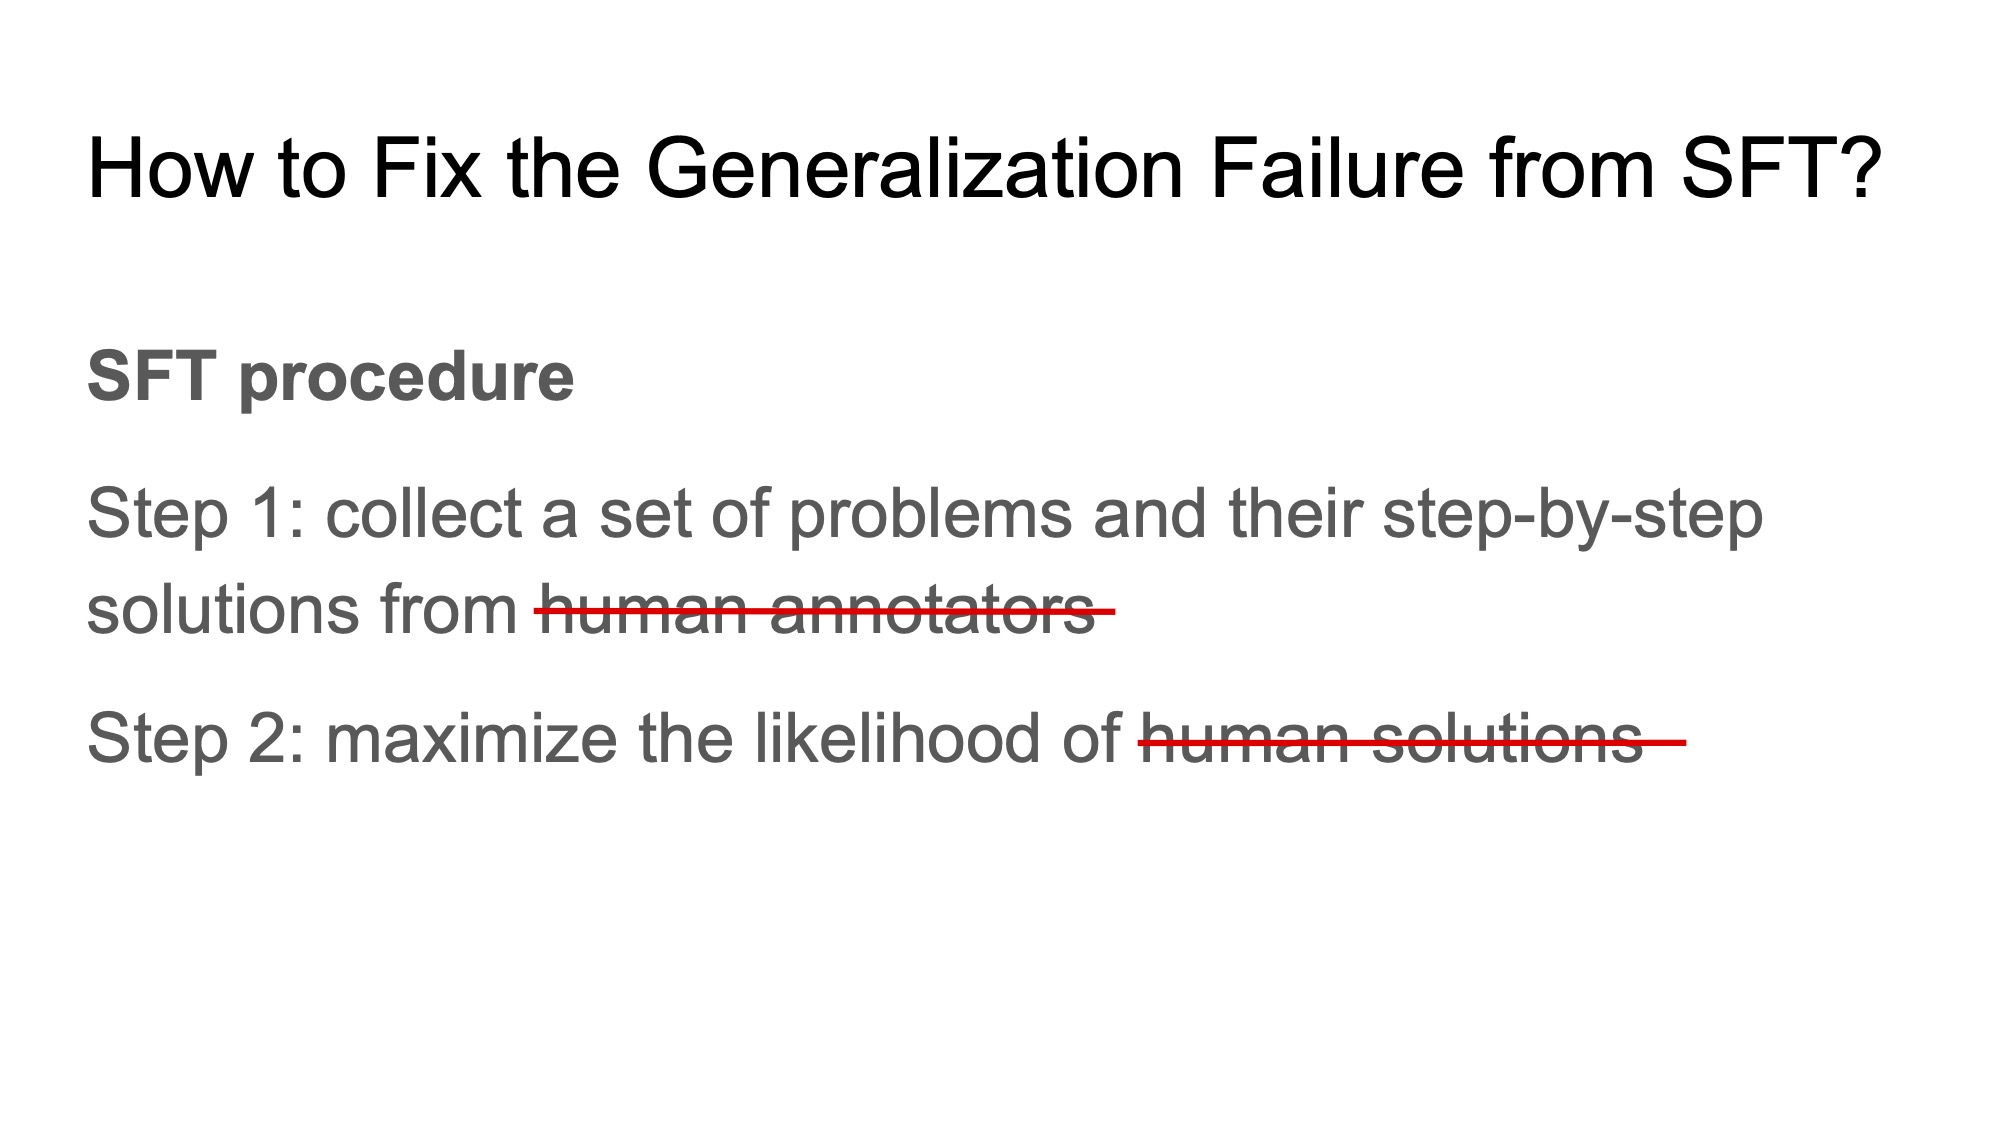 How to Fix the Generalization Failure from SFT?
SFT procedure
Step 1: collect a set of problems and their step-by-step
solutions from human annotators
Step 2: maximize the likelihood of human solutions